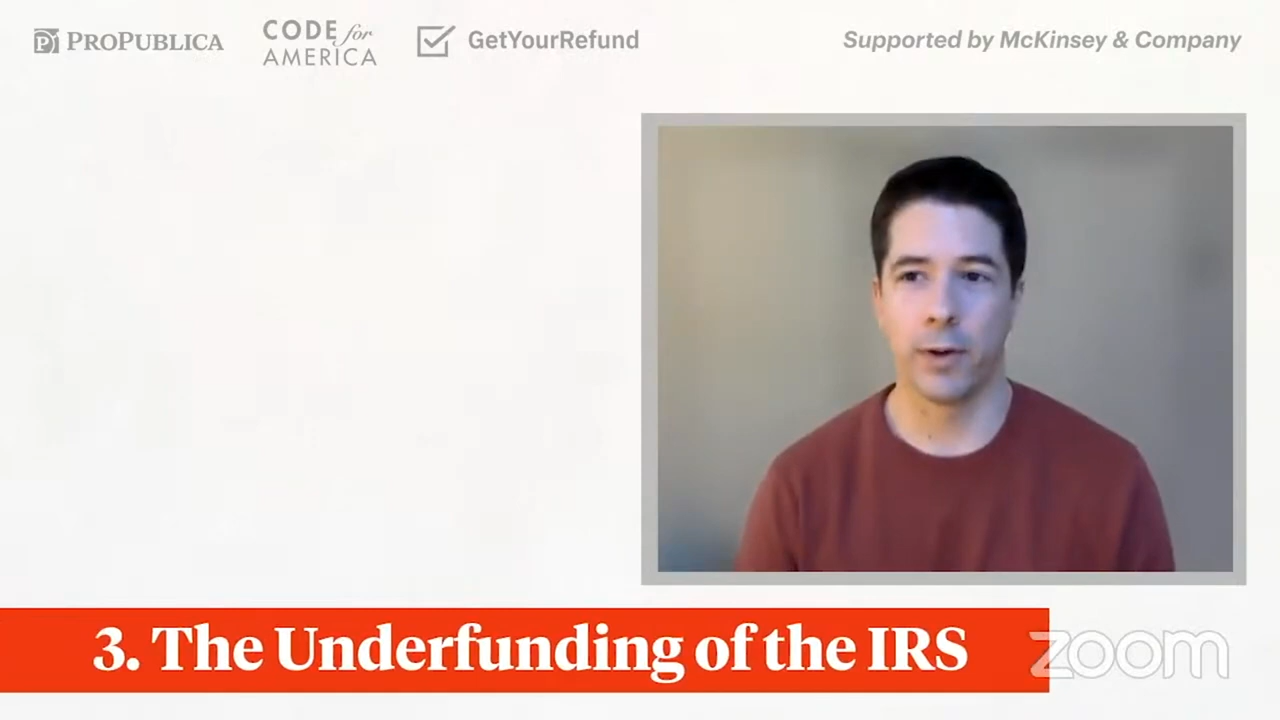 PROPUBLICA
CODE for
AMERICA
GetYourRefund
Supported by McKinsey & Company
3. The Underfunding of the IRS
zoom